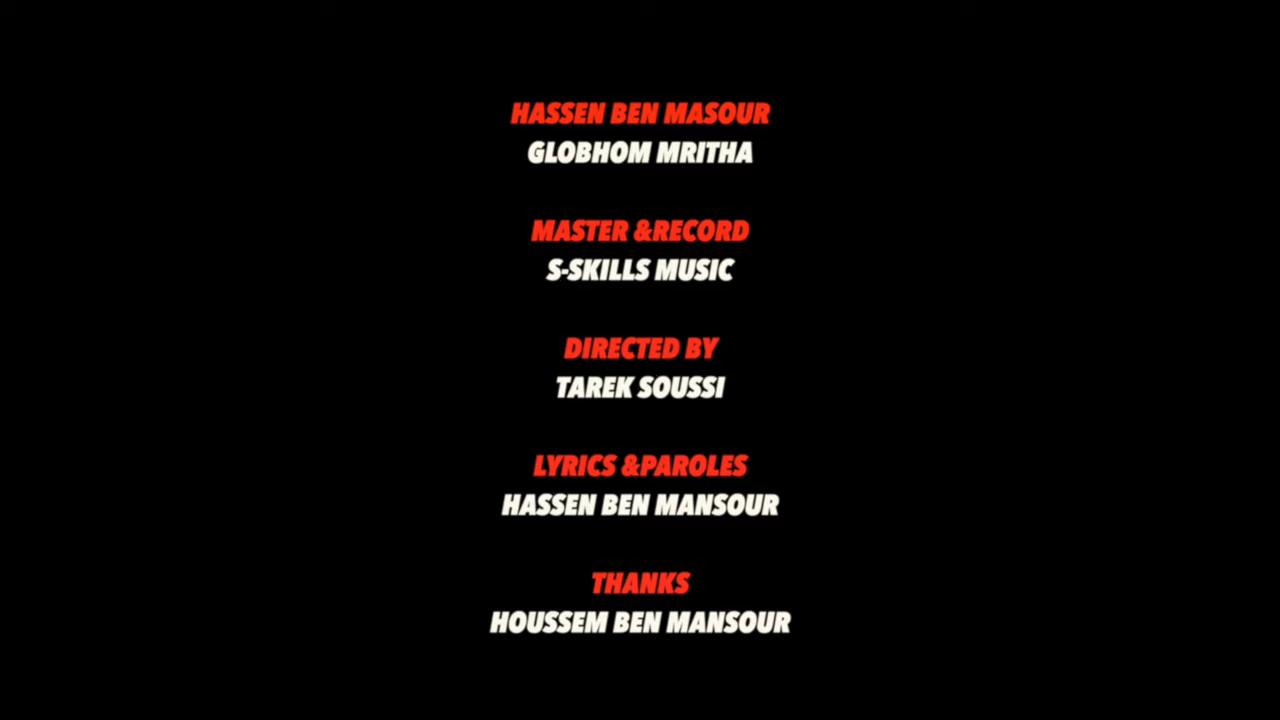 HASSEN BEN MASOUR
GLOBHOM MRITHA
MASTER &RECORD
S-SKILLS MUSIC
DIRECTED BY
TAREK SOUSSI
LYRICS &PAROLES
HASSEN BEN MANSOUR
THANKS
HOUSSEM BEN MANSOUR